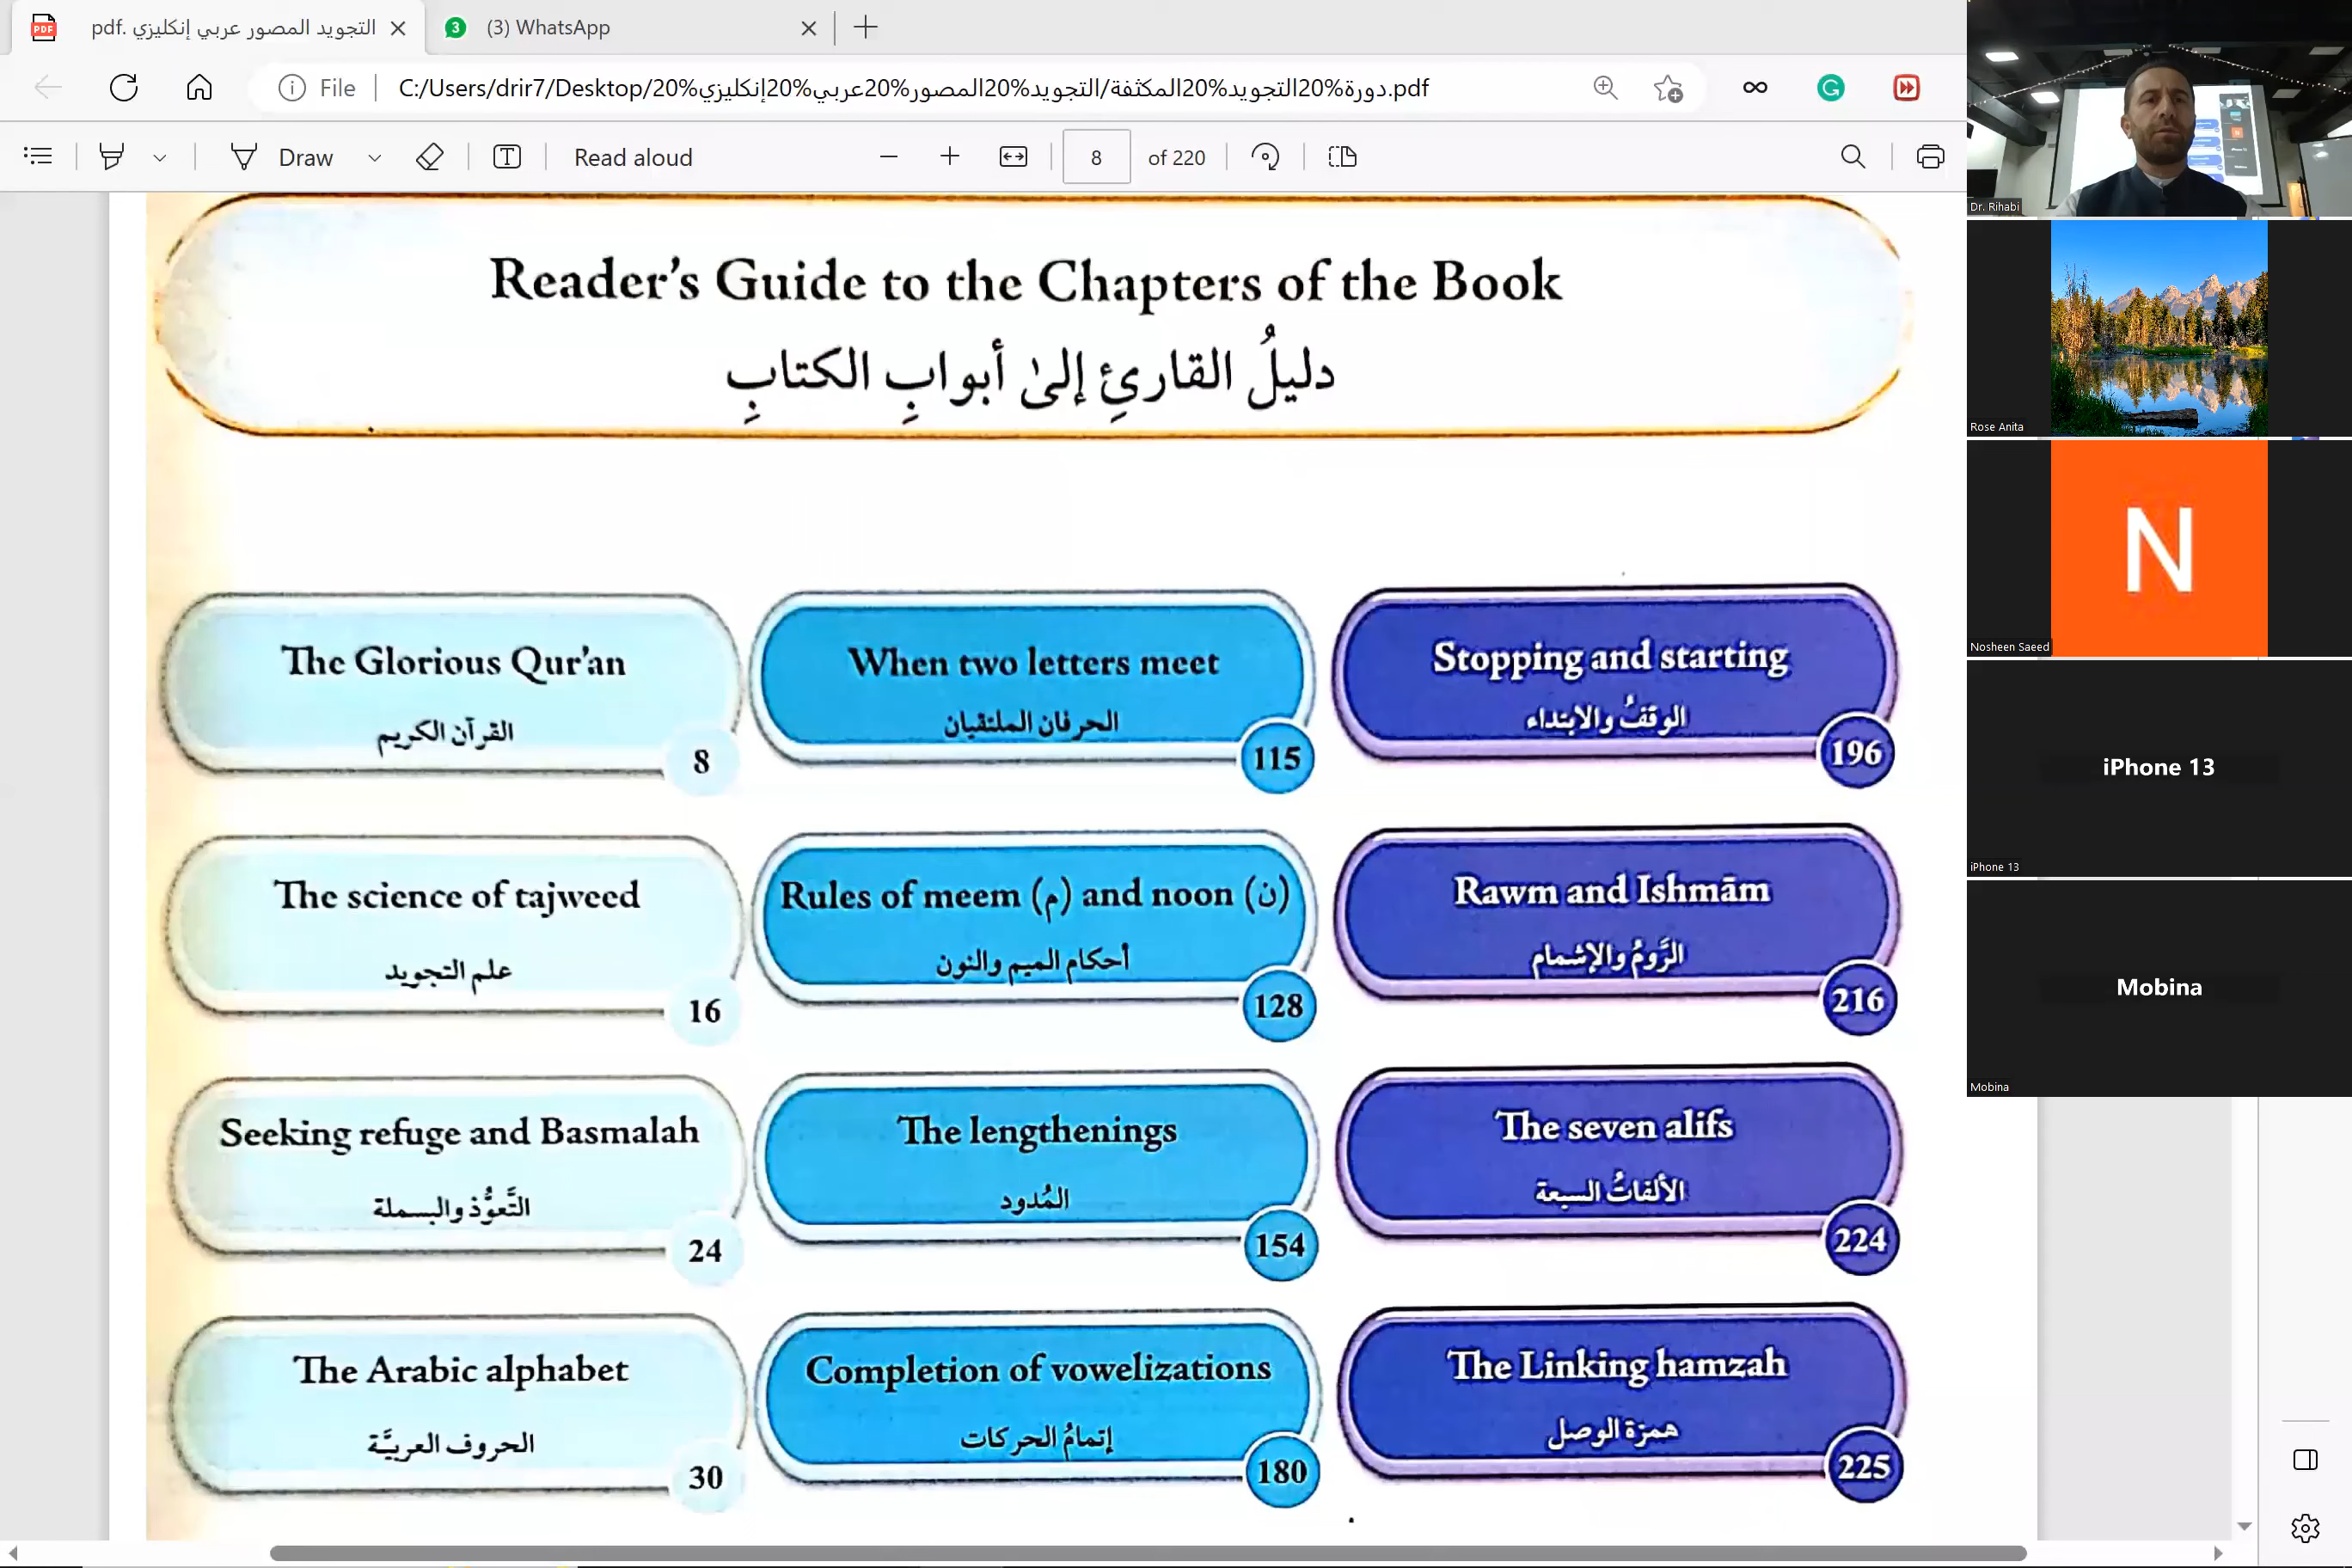 التجويد المصور عربي إنكليزي .pdf
(3) WhatsApp
File
C:/Users/drir7/Desktop/دورة%20التجويد%20المكثفة/التجويد%20المصور%20عربي%20إنكليزي%20.pdf
Draw
Read aloud
8 of 220
Reader's Guide to the Chapters of the Book
دليلُ القارئِ إلىٰ أبوابِ الكتابِ
The Glorious Qur'an
القرآن الكريم
8
When two letters meet
الحرفان الملتقيان
115
Stopping and starting
الوقفُ والابتداء
196
The science of tajweed
علم التجويد
16
Rules of meem (م) and noon (ن)
أحكام الميم والنون
128
Rawm and Ishmām
الرَّومُ والإشمام
216
Seeking refuge and Basmalah
التَّعوُّذ والبسملة
24
The lengthenings
المُدود
154
The seven alifs
الألفاتُ السبعة
224
The Arabic alphabet
الحروف العربيَّة
30
Completion of vowelizations
إتمامُ الحركات
180
The Linking hamzah
همزة الوصل
225
Dr. Rihabi
Rose Anita
N
Nosheen Saeed
iPhone 13
iPhone 13
Mobina
Mobina